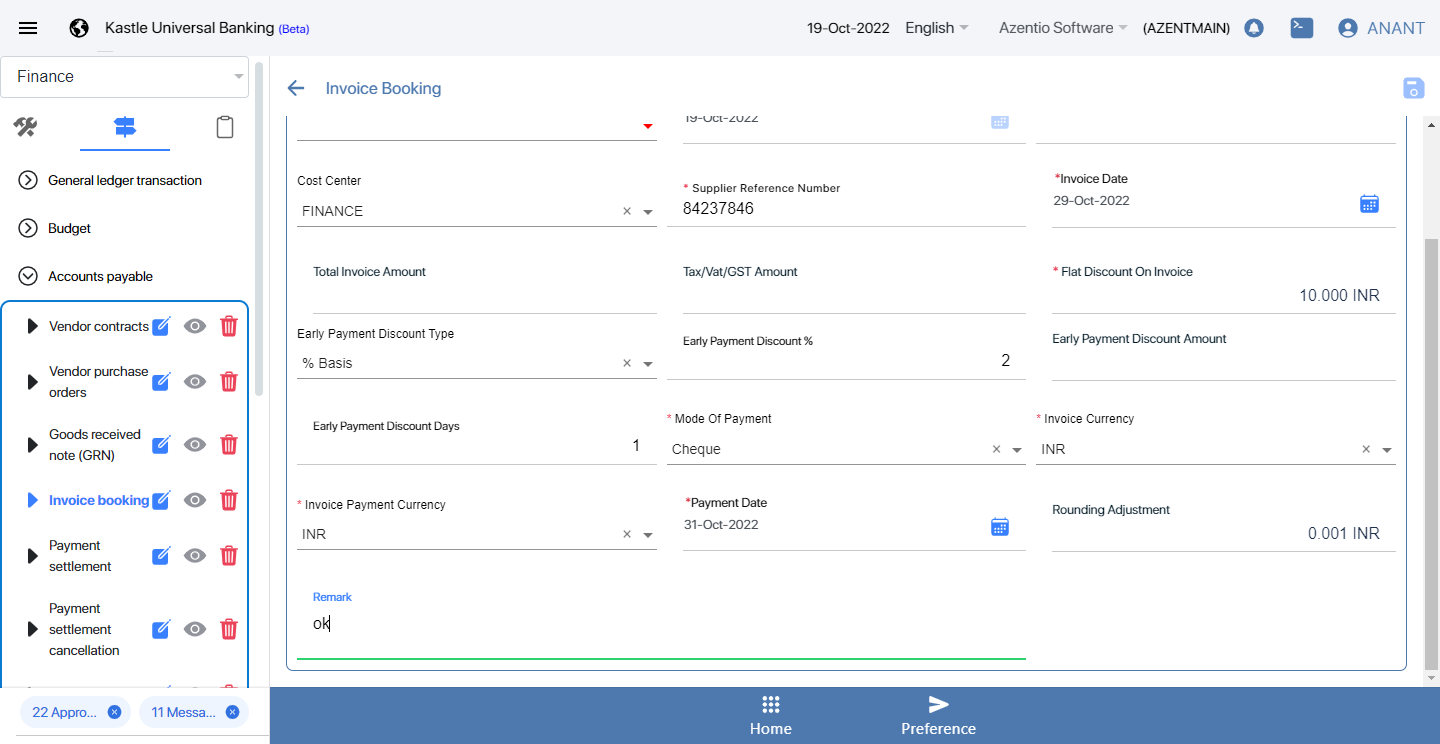 Kastle Universal Banking (Beta)
19-Oct-2022
English
Azentio Software
(AZENTMAIN)
ANANT
Finance
General ledger transaction
Budget
Accounts payable
Vendor contracts
Vendor purchase
orders
Goods received
note (GRN)
Invoice booking
Payment
settlement
Payment
settlement
cancellation
22 Appro...
11 Messa...
Invoice Booking
19-Oct-2022
Cost Center
FINANCE
* Supplier Reference Number
84237846
*Invoice Date
29-Oct-2022
Total Invoice Amount
Tax/Vat/GST Amount
* Flat Discount On Invoice
10.000 INR
Early Payment Discount Type
% Basis
Early Payment Discount %
2
Early Payment Discount Amount
Early Payment Discount Days
1
* Mode Of Payment
Cheque
* Invoice Currency
INR
* Invoice Payment Currency
INR
*Payment Date
31-Oct-2022
Rounding Adjustment
0.001 INR
Remark
ok
Home
Preference